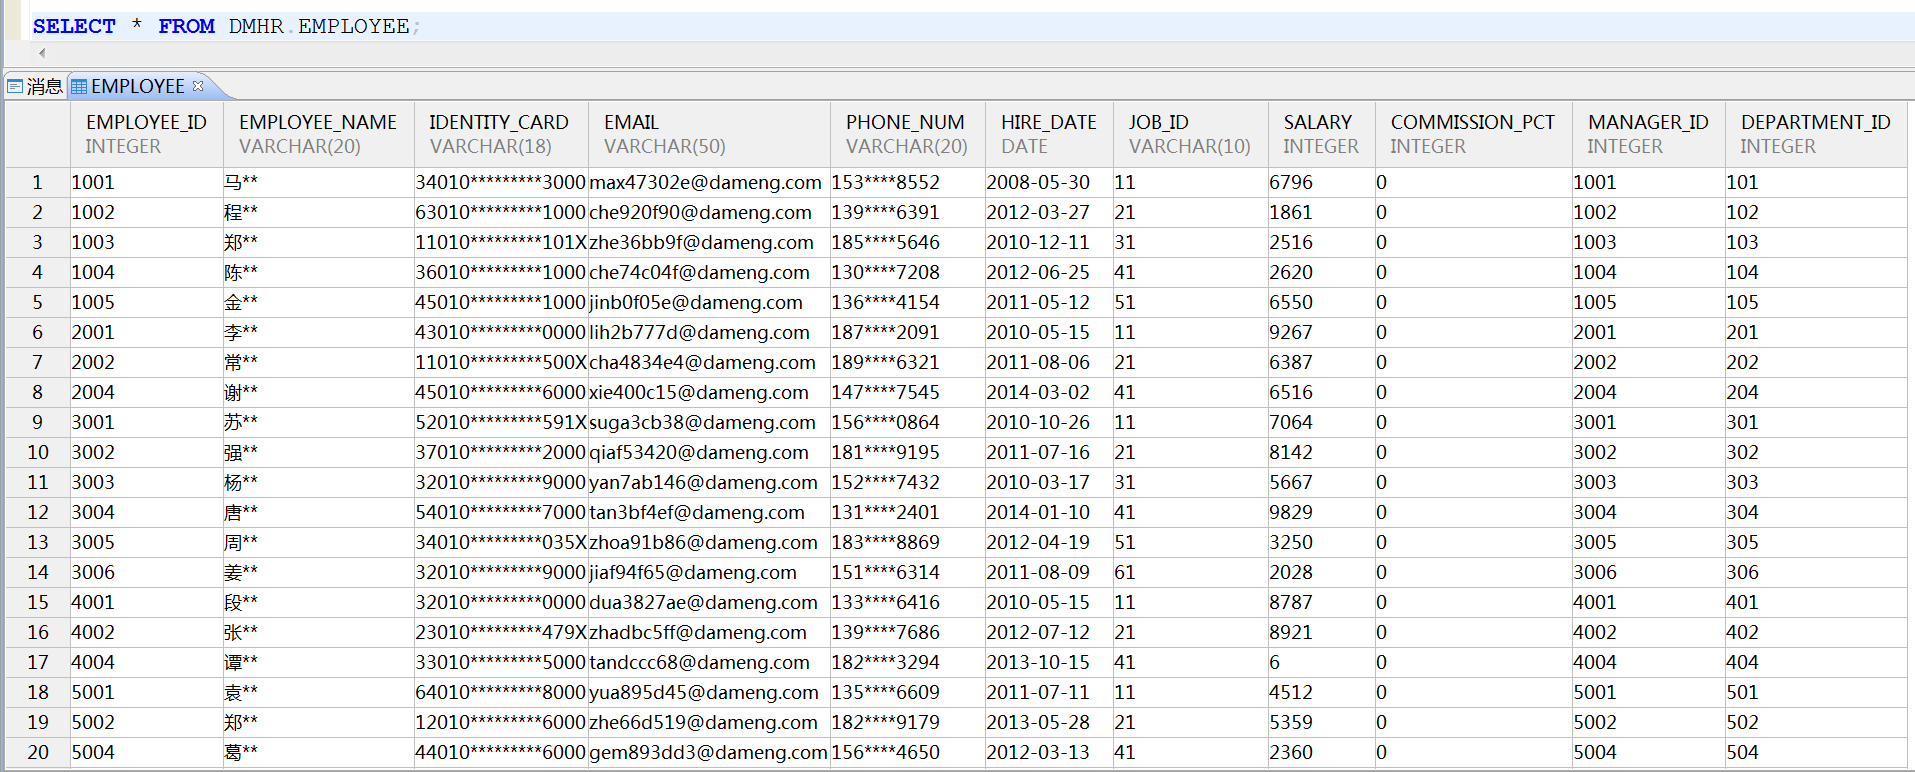 SELECT * FROM DMHR.EMPLOYEE;
消息 EMPLOYEE
EMPLOYEE_ID EMPLOYEE_NAME IDENTITY_CARD EMAIL PHONE_NUM HIRE_DATE JOB_ID SALARY COMMISSION_PCT MANAGER_ID DEPARTMENT_ID
INTEGER VARCHAR(20) VARCHAR(18) VARCHAR(50) VARCHAR(20) DATE VARCHAR(10) INTEGER INTEGER INTEGER INTEGER
1 1001 马** 34010*********3000 max47302e@dameng.com 153****8552 2008-05-30 11 6796 0 1001 101
2 1002 程** 63010*********1000 che920f90@dameng.com 139****6391 2012-03-27 21 1861 0 1002 102
3 1003 郑** 11010*********101X zhe36bb9f@dameng.com 185****5646 2010-12-11 31 2516 0 1003 103
4 1004 陈** 36010*********1000 che74c04f@dameng.com 130****7208 2012-06-25 41 2620 0 1004 104
5 1005 金** 45010*********1000 jinb0f05e@dameng.com 136****4154 2011-05-12 51 6550 0 1005 105
6 2001 李** 43010*********0000 lih2b777d@dameng.com 187****2091 2010-05-15 11 9267 0 2001 201
7 2002 常** 11010*********500X cha4834e4@dameng.com 189****6321 2011-08-06 21 6387 0 2002 202
8 2004 谢** 45010*********6000 xie400c15@dameng.com 147****7545 2014-03-02 41 6516 0 2004 204
9 3001 苏** 52010*********591X suga3cb38@dameng.com 156****0864 2010-10-26 11 7064 0 3001 301
10 3002 强** 37010*********2000 qiaf53420@dameng.com 181****9195 2011-07-16 21 8142 0 3002 302
11 3003 杨** 32010*********9000 yan7ab146@dameng.com 152****7432 2010-03-17 31 5667 0 3003 303
12 3004 唐** 54010*********7000 tan3bf4ef@dameng.com 131****2401 2014-01-10 41 9829 0 3004 304
13 3005 周** 34010*********035X zhoa91b86@dameng.com 183****8869 2012-04-19 51 3250 0 3005 305
14 3006 姜** 32010*********9000 jiaf94f65@dameng.com 151****6314 2011-08-09 61 2028 0 3006 306
15 4001 段** 32010*********0000 dua3827ae@dameng.com 133****6416 2010-05-15 11 8787 0 4001 401
16 4002 张** 23010*********479X zhadbc5ff@dameng.com 139****7686 2012-07-12 21 8921 0 4002 402
17 4004 谭** 33010*********5000 tandccc68@dameng.com 182****3294 2013-10-15 41 6 0 4004 404
18 5001 袁** 64010*********8000 yua895d45@dameng.com 135****6609 2011-07-11 11 4512 0 5001 501
19 5002 郑** 12010*********6000 zhe66d519@dameng.com 182****9179 2013-05-28 21 5359 0 5002 502
20 5004 葛** 44010*********6000 gem893dd3@dameng.com 156****4650 2012-03-13 41 2360 0 5004 504